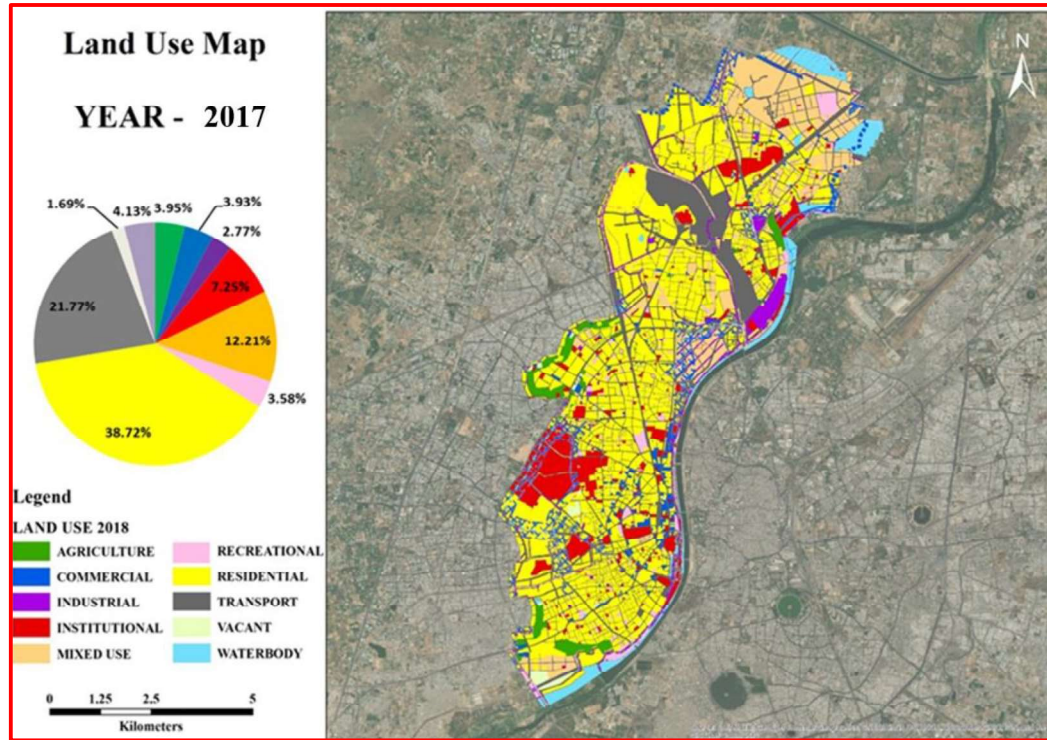 Land Use Map
YEAR - 2017
1.69%
4.13%
3.95%
3.93%
2.77%
7.25%
12.21%
3.58%
38.72%
21.77%
Legend
LAND USE 2018
AGRICULTURE
COMMERCIAL
INDUSTRIAL
INSTITUTIONAL
MIXED USE
RECREATIONAL
RESIDENTIAL
TRANSPORT
VACANT
WATERBODY
0 1.25 2.5 5
Kilometers
N